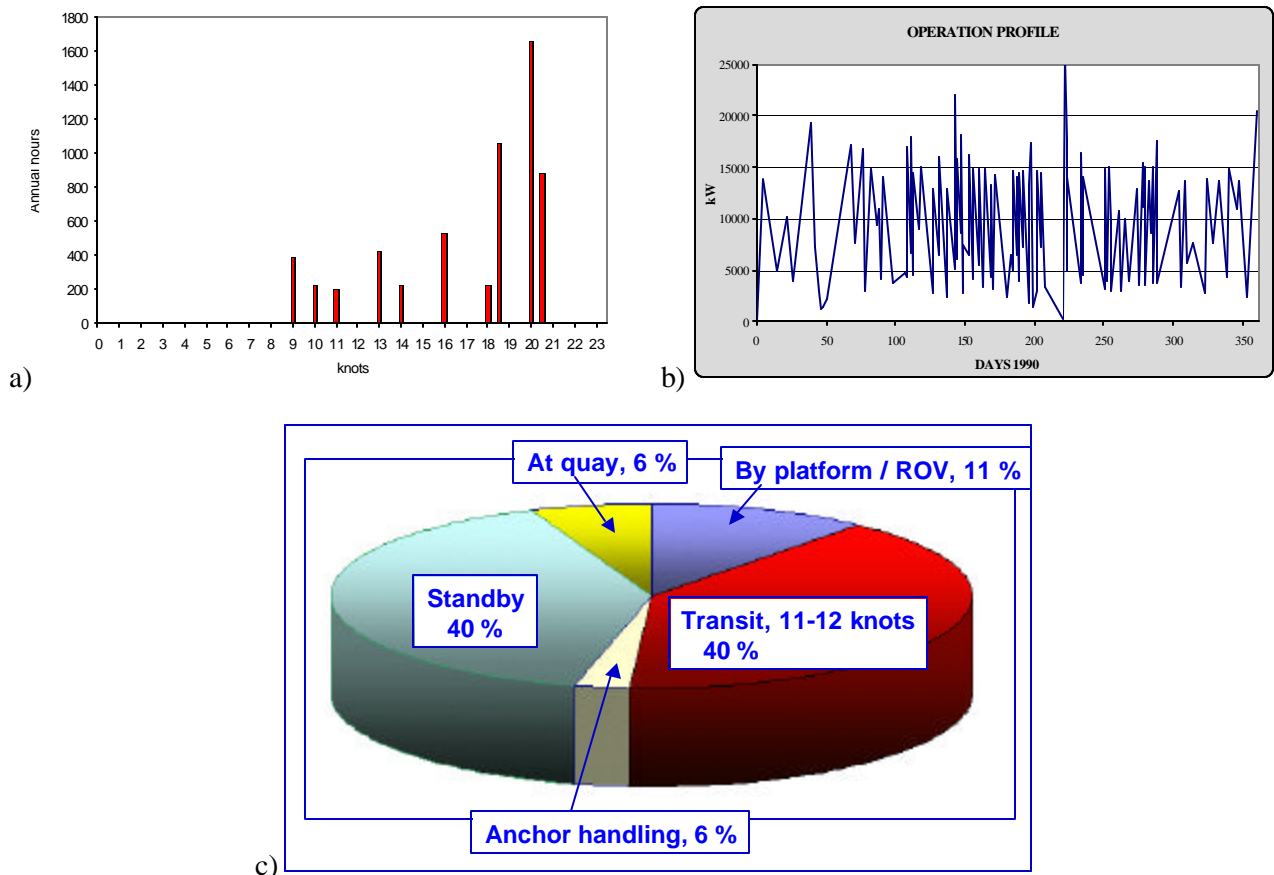 1800
1600
1400
1200
1000
800
600
400
200
0
Annual nours
0 1 2 3 4 5 6 7 8 9 10 11 12 13 14 15 16 17 18 19 20 21 22 23
knots
a)
OPERATION PROFILE
25000
20000
15000
10000
5000
0
kW
0 50 100 150 200 250 300 350
DAYS 1990
b)
At quay, 6 %
By platform / ROV, 11 %
Standby
40 %
Transit, 11-12 knots
40 %
Anchor handling, 6 %
c)